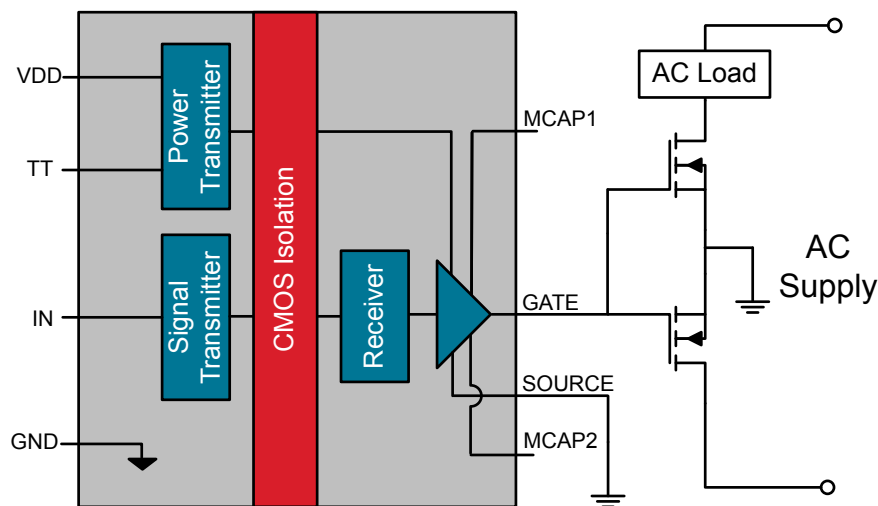 VDD
TT
IN
GND
Power
Transmitter
Signal
Transmitter
CMOS Isolation
Receiver
MCAP1
GATE
SOURCE
MCAP2
AC Load
AC
Supply